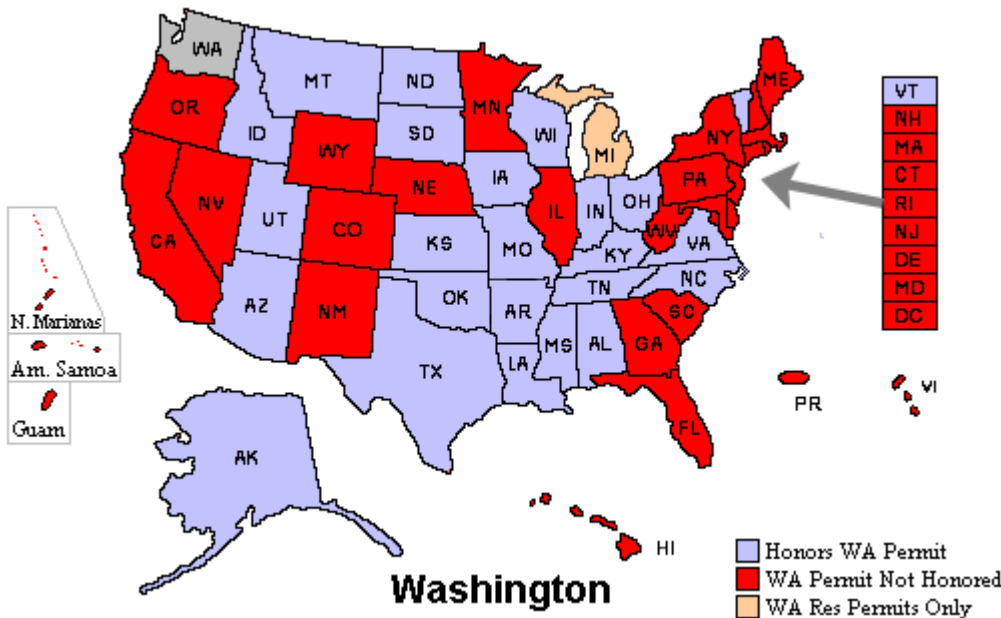 WA
MT
ND
MN
ME
VT
OR
ID
SD
WI
MI
NY
NH
WY
MA
IA
PA
CT
NE
RI
NV
UT
CO
IL
IN
OH
NJ
CA
KS
MO
WV
VA
DE
KY
MD
AZ
NM
OK
AR
TN
NC
DC
N. Marianas
SC
Am. Samoa
TX
LA
MS
AL
GA
Guam
FL
PR
VI
AK
HI
Honors WA Permit
Washington
WA Permit Not Honored
WA Res Permits Only